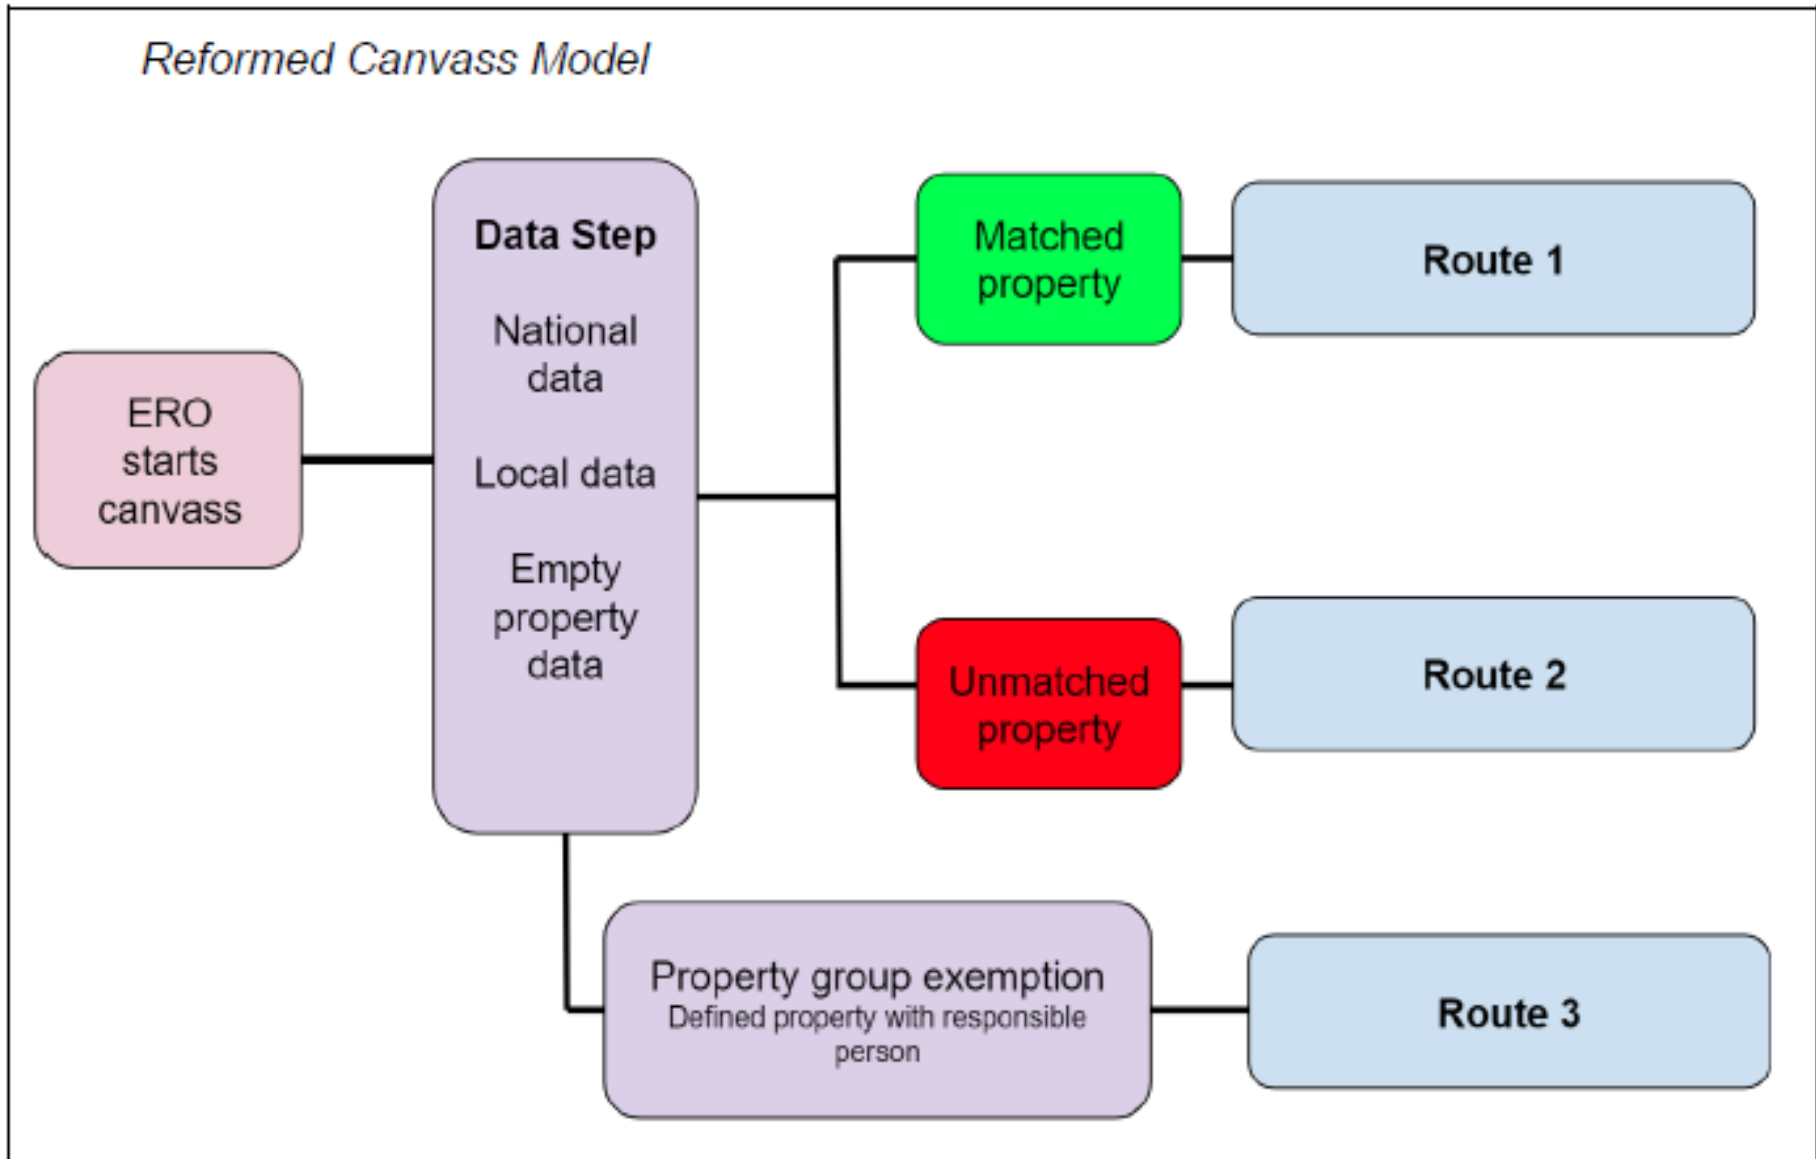 Reformed Canvass Model
ERO
starts
canvass
Data Step
National
data
Local data
Empty
property
data
Matched
property
Route 1
Unmatched
property
Route 2
Property group exemption
Defined property with responsible
person
Route 3